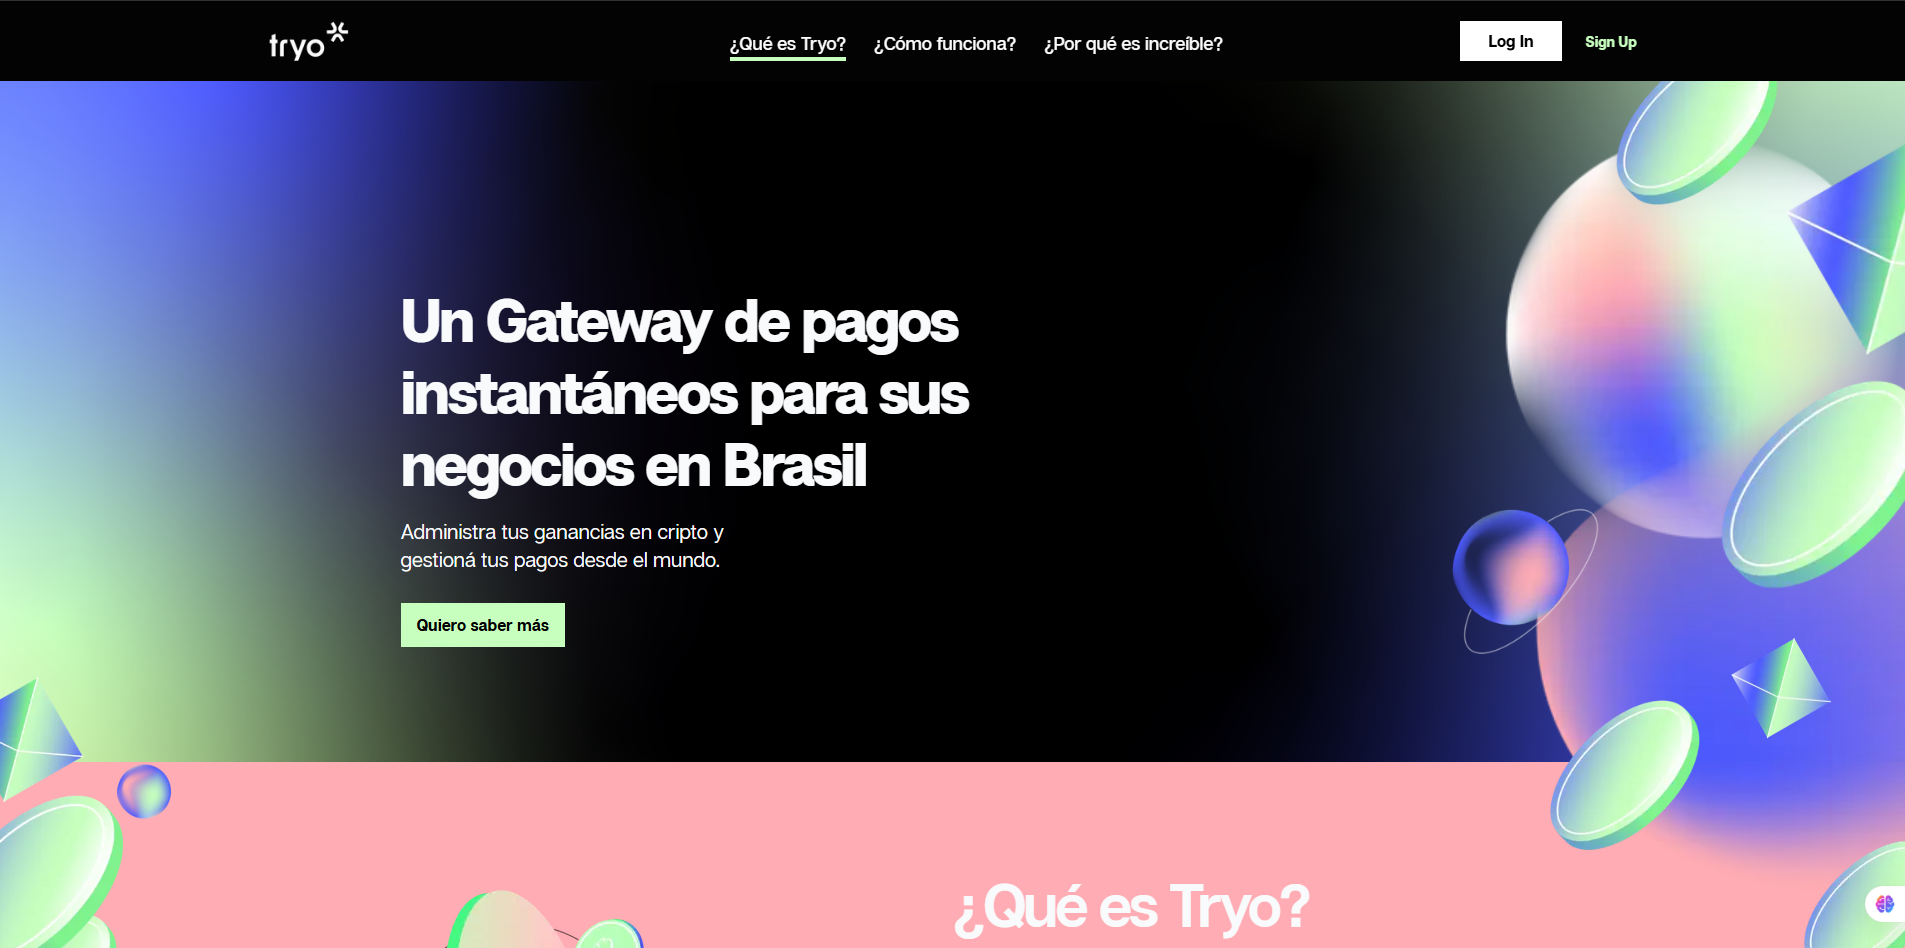 tryo
¿Qué es Tryo?
¿Cómo funciona?
¿Por qué es increíble?
Log In
Sign Up
Un Gateway de pagos
instantáneos para sus
negocios en Brasil
Administra tus ganancias en cripto y
gestioná tus pagos desde el mundo.
Quiero saber más
¿Qué es Tryo?